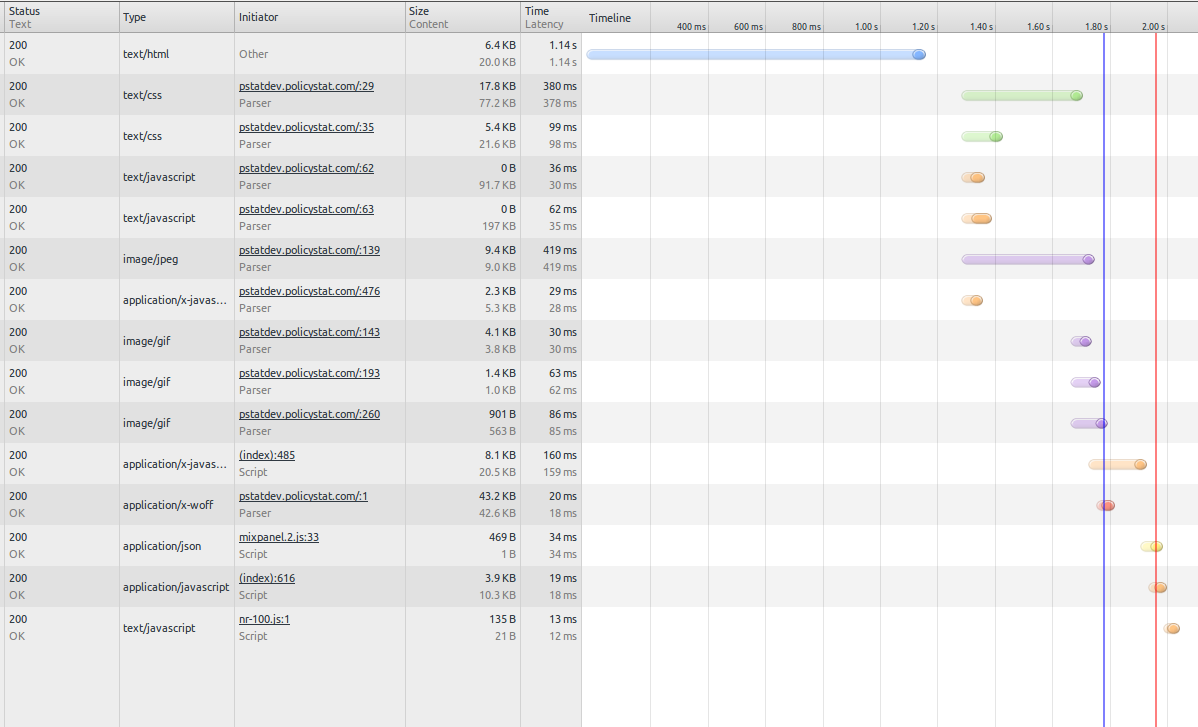 Status Type Initiator Size Time Timeline
Text Content Latency
400 ms 600 ms 800 ms 1.00 s 1.20 s 1.40 s 1.60 s 1.80 s 2.00 s
200 6.4 KB 1.14 s
text/html Other
OK 20.0 KB 1.14 s
200 pstatdev.policystat.com/:29 17.8 KB 380 ms
text/css
OK Parser 77.2 KB 378 ms
200 pstatdev.policystat.com/:35 5.4 KB 99 ms
text/css
OK Parser 21.6 KB 98 ms
200 pstatdev.policystat.com/:62 0 B 36 ms
text/javascript
OK Parser 91.7 KB 30 ms
200 pstatdev.policystat.com/:63 0 B 62 ms
text/javascript
OK Parser 197 KB 35 ms
200 pstatdev.policystat.com/:139 9.4 KB 419 ms
image/jpeg
OK Parser 9.0 KB 419 ms
200 pstatdev.policystat.com/:476 2.3 KB 29 ms
application/x-javas...
OK Parser 5.3 KB 28 ms
200 pstatdev.policystat.com/:143 4.1 KB 30 ms
image/gif
OK Parser 3.8 KB 30 ms
200 pstatdev.policystat.com/:193 1.4 KB 63 ms
image/gif
OK Parser 1.0 KB 62 ms
200 pstatdev.policystat.com/:260 901 B 86 ms
image/gif
OK Parser 563 B 85 ms
200 (index):485 8.1 KB 160 ms
application/x-javas...
OK Script 20.5 KB 159 ms
200 pstatdev.policystat.com/:1 43.2 KB 20 ms
application/x-woff
OK Parser 42.6 KB 18 ms
200 mixpanel.2.js:33 469 B 34 ms
application/json
OK Script 1 B 34 ms
200 (index):616 3.9 KB 19 ms
application/javascript
OK Script 10.3 KB 18 ms
200 nr-100.js:1 135 B 13 ms
text/javascript
OK Script 21 B 12 ms